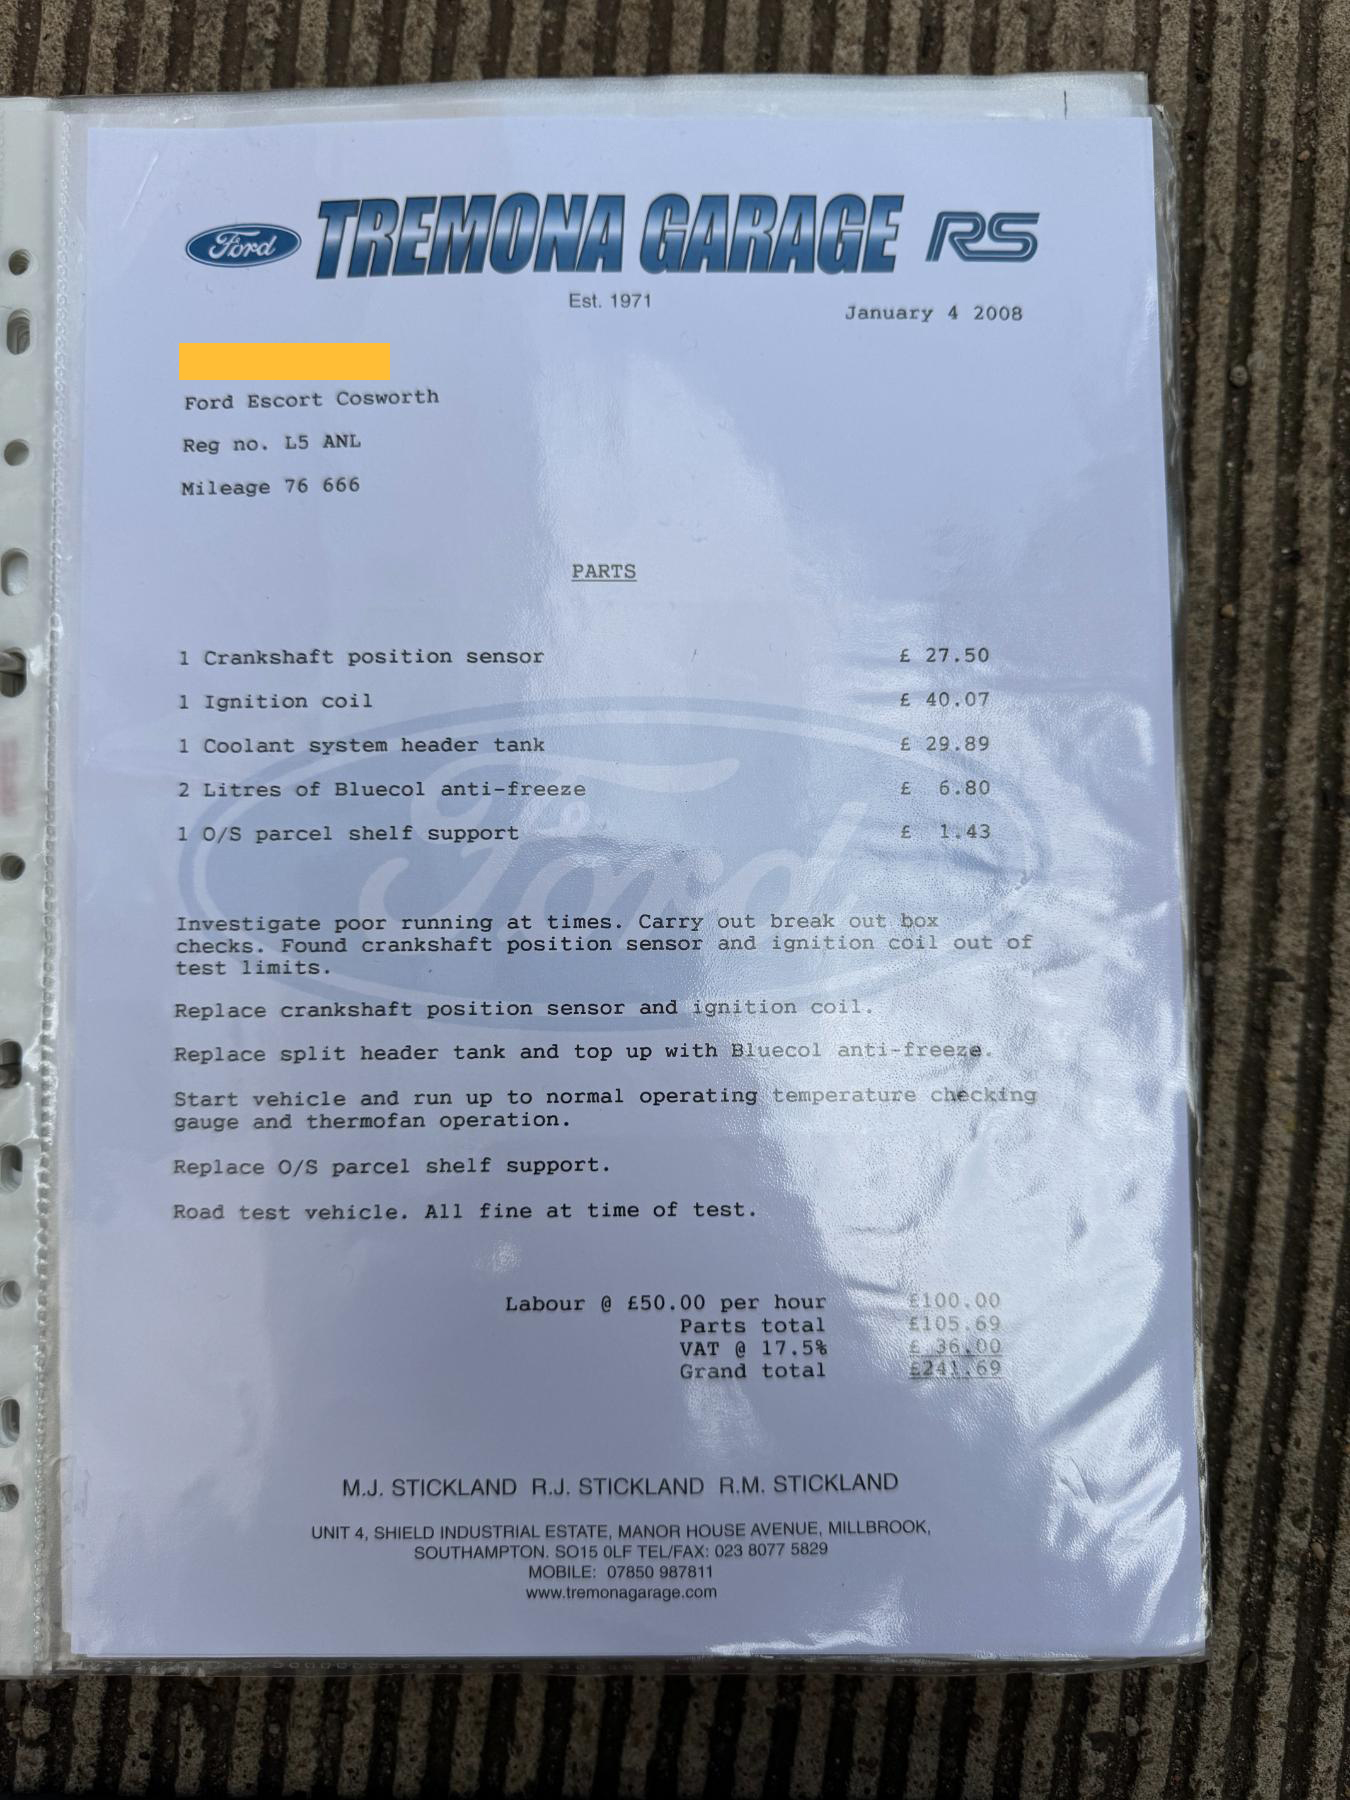 Ford TREMONA GARAGE RS
Est. 1971
January 4 2008
Ford Escort Cosworth
Reg no. L5 ANL
Mileage 76 666
PARTS
1 Crankshaft position sensor £ 27.50
1 Ignition coil £ 40.07
1 Coolant system header tank £ 29.89
2 Litres of Bluecol anti-freeze £ 6.80
1 O/S parcel shelf support £ 1.43
Ford
Investigate poor running at times. Carry out break out box
checks. Found crankshaft position sensor and ignition coil out of
test limits.
Replace crankshaft position sensor and ignition coil.
Replace split header tank and top up with Bluecol anti-freeze.
Start vehicle and run up to normal operating temperature checking
gauge and thermofan operation.
Replace O/S parcel shelf support.
Road test vehicle. All fine at time of test.
Labour @ £50.00 per hour £100.00
Parts total £105.69
VAT @ 17.5% £ 36.00
Grand total £241.69
M.J. STICKLAND R.J. STICKLAND R.M. STICKLAND
UNIT 4, SHIELD INDUSTRIAL ESTATE, MANOR HOUSE AVENUE, MILLBROOK,
SOUTHAMPTON. SO15 0LF TEL/FAX: 023 8077 5829
MOBILE: 07850 987811
www.tremonagarage.com